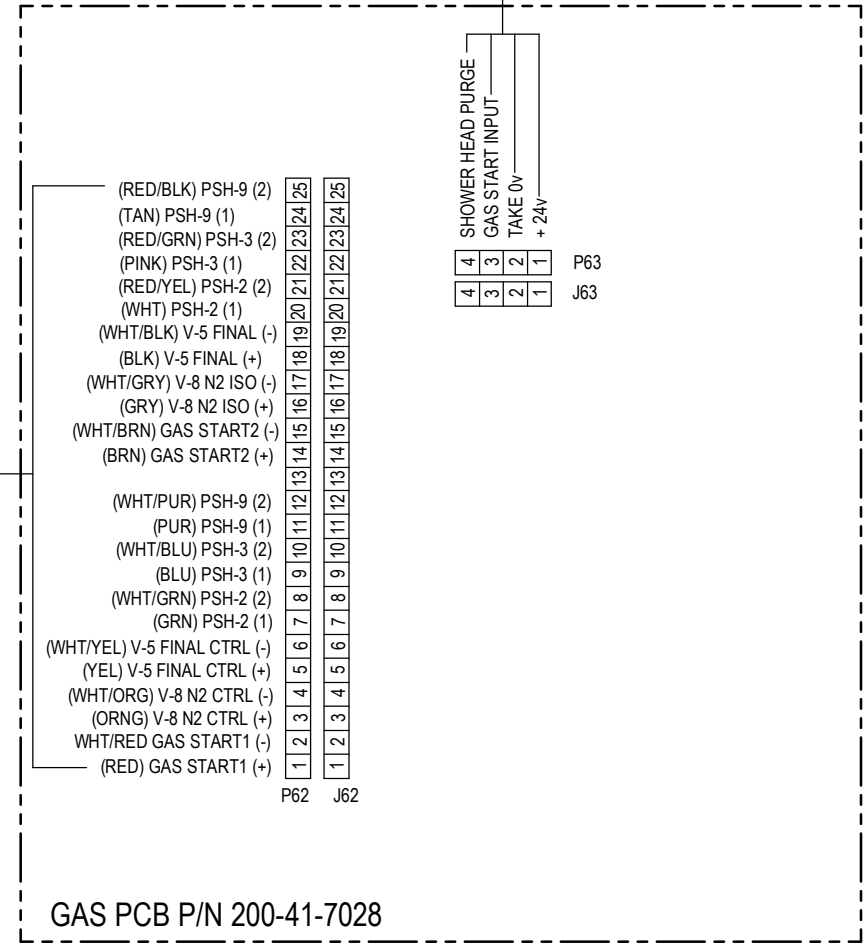 SHOWER HEAD PURGE
GAS START INPUT
TAKE 0v
+ 24v
4 3 2 1 P63
4 3 2 1 J63
(RED/BLK) PSH-9 (2) 25 25
(TAN) PSH-9 (1) 24 24
(RED/GRN) PSH-3 (2) 23 23
(PINK) PSH-3 (1) 22 22
(RED/YEL) PSH-2 (2) 21 21
(WHT) PSH-2 (1) 20 20
(WHT/BLK) V-5 FINAL (-) 19 19
(BLK) V-5 FINAL (+) 18 18
(WHT/GRY) V-8 N2 ISO (-) 17 17
(GRY) V-8 N2 ISO (+) 16 16
(WHT/BRN) GAS START2 (-) 15 15
(BRN) GAS START2 (+) 14 14
13 13
(WHT/PUR) PSH-9 (2) 12 12
(PUR) PSH-9 (1) 11 11
(WHT/BLU) PSH-3 (2) 10 10
(BLU) PSH-3 (1) 9 9
(WHT/GRN) PSH-2 (2) 8 8
(GRN) PSH-2 (1) 7 7
(WHT/YEL) V-5 FINAL CTRL (-) 6 6
(YEL) V-5 FINAL CTRL (+) 5 5
(WHT/ORG) V-8 N2 CTRL (-) 4 4
(ORNG) V-8 N2 CTRL (+) 3 3
WHT/RED GAS START1 (-) 2 2
(RED) GAS START1 (+) 1 1
P62 J62
GAS PCB P/N 200-41-7028